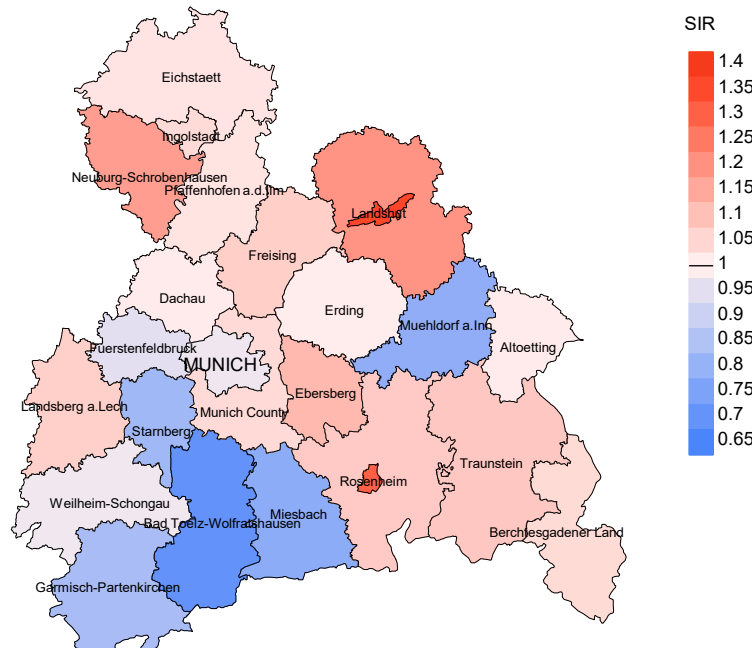 SIR
Eichstaett
Ingolstadt
Neuburg-Schrobenhausen
Pfaffenhofen a.d.Ilm
Landshut
Freising
Dachau
Erding
Muehldorf a.Inn
Altoetting
Fuerstenfeldbruck
MUNICH
Ebersberg
Landsberg a.Lech
Munich County
Starnberg
Traunstein
Rosenheim
Weilheim-Schongau
Miesbach
Bad Toelz-Wolfratshausen
Berchtesgadener Land
Garmisch-Partenkirchen
1.4
1.35
1.3
1.25
1.2
1.15
1.1
1.05
1
0.95
0.9
0.85
0.8
0.75
0.7
0.65